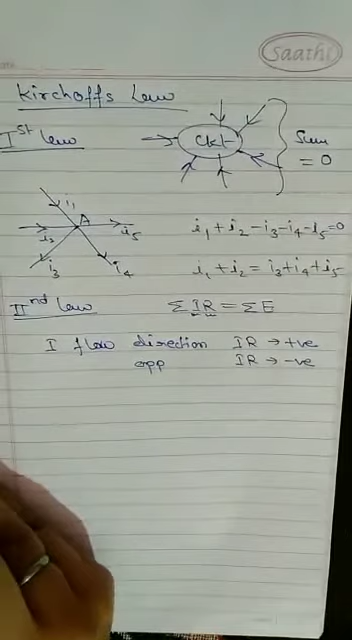 Saathi
Kirchoffs Law
Ist law
Ckt
Sum
= 0
i1
A
i2
i5
i3
i4
i1 + i2 - i3 - i4 - i5 = 0
i1 + i2 = i3 + i4 + i5
IInd law
Σ IR = Σ E
I flow direction IR → +ve
opp IR → -ve